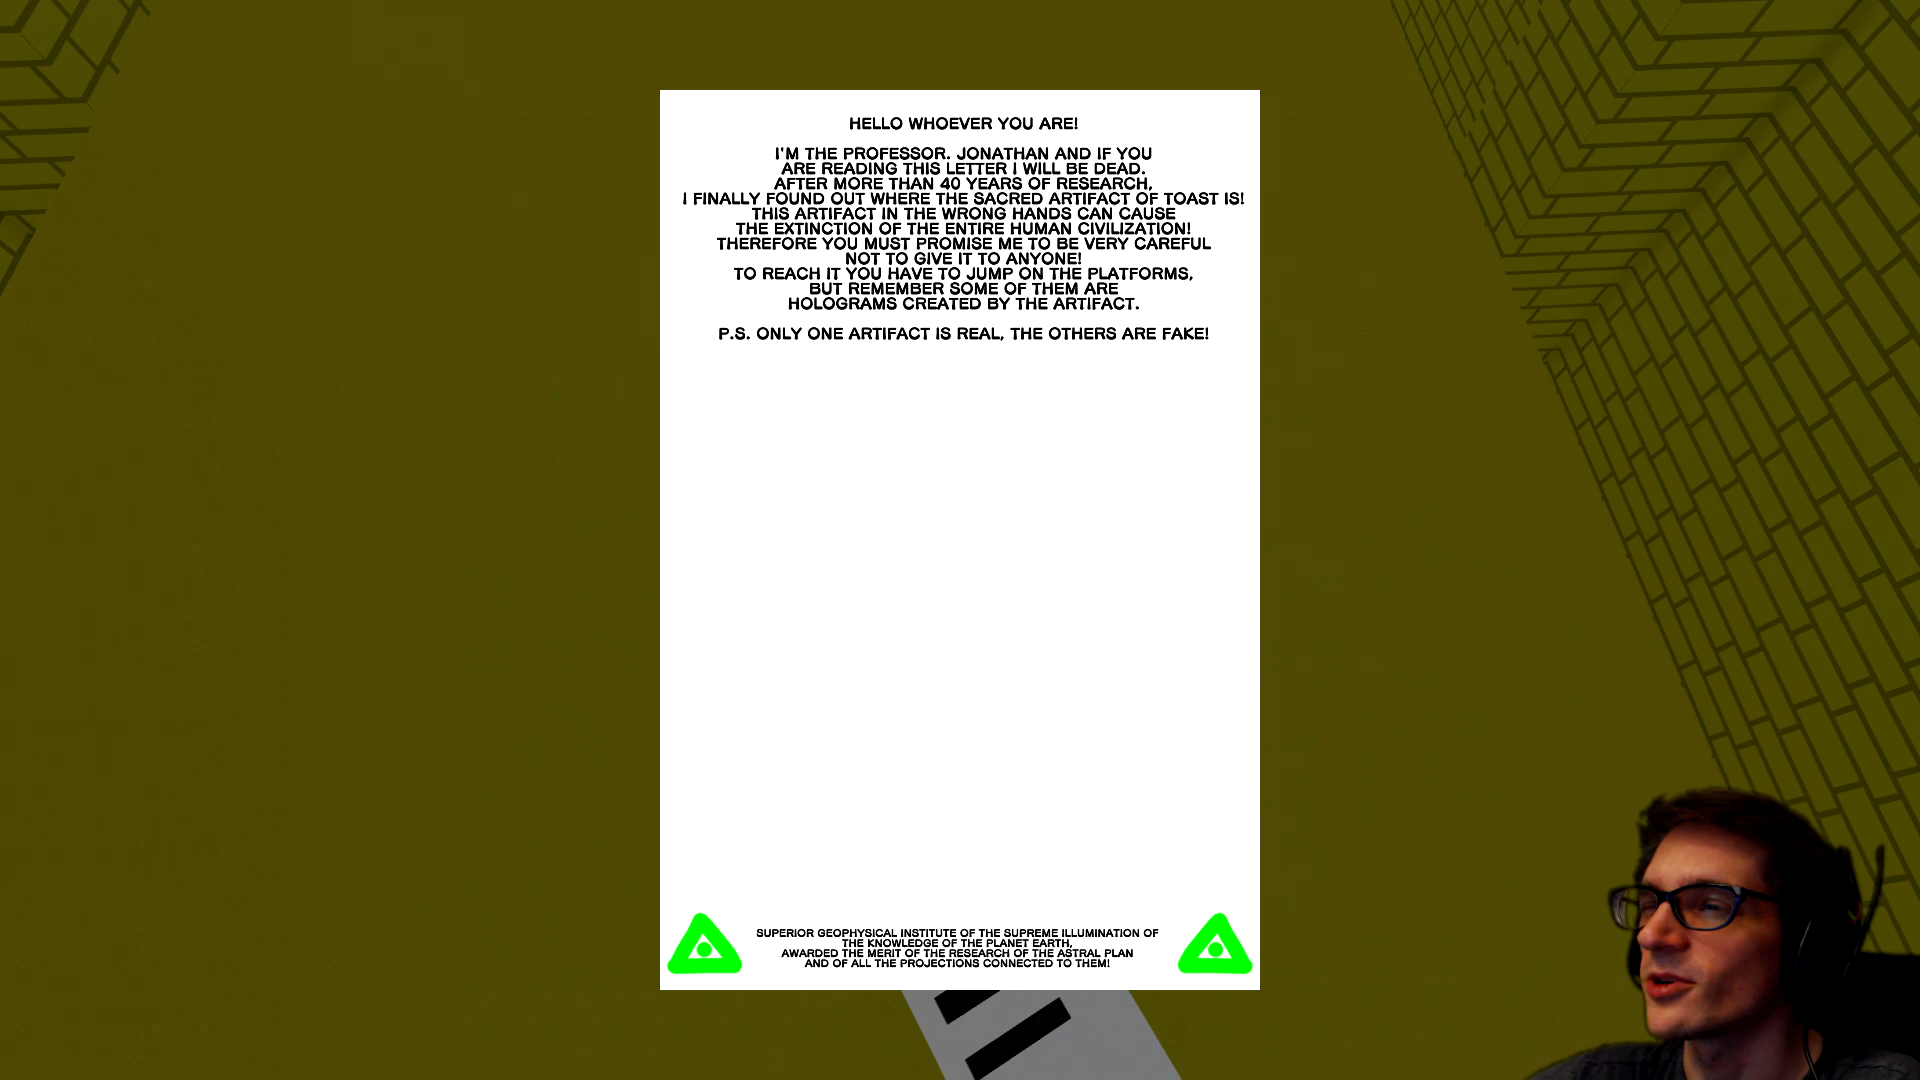 HELLO WHOEVER YOU ARE!
I'M THE PROFESSOR. JONATHAN AND IF YOU
ARE READING THIS LETTER I WILL BE DEAD.
AFTER MORE THAN 40 YEARS OF RESEARCH,
I FINALLY FOUND OUT WHERE THE SACRED ARTIFACT OF TOAST IS!
THIS ARTIFACT IN THE WRONG HANDS CAN CAUSE
THE EXTINCTION OF THE ENTIRE HUMAN CIVILIZATION!
THEREFORE YOU MUST PROMISE ME TO BE VERY CAREFUL
NOT TO GIVE IT TO ANYONE!
TO REACH IT YOU HAVE TO JUMP ON THE PLATFORMS,
BUT REMEMBER SOME OF THEM ARE
HOLOGRAMS CREATED BY THE ARTIFACT.
P.S. ONLY ONE ARTIFACT IS REAL, THE OTHERS ARE FAKE!
SUPERIOR GEOPHYSICAL INSTITUTE OF THE SUPREME ILLUMINATION OF
THE KNOWLEDGE OF THE PLANET EARTH,
AWARDED THE MERIT OF THE RESEARCH OF THE ASTRAL PLAN
AND OF ALL THE PROJECTIONS CONNECTED TO THEM!